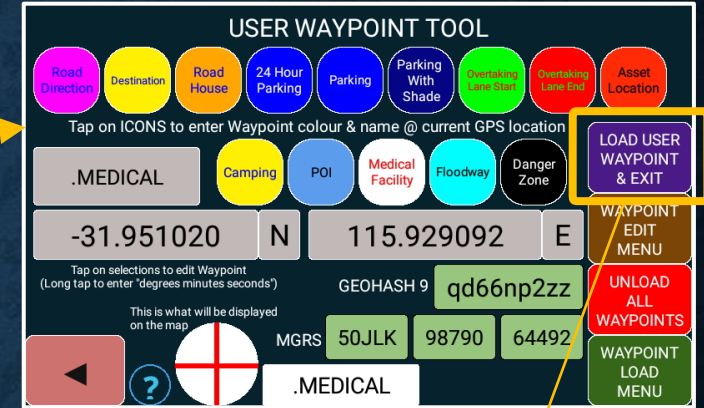 USER WAYPOINT TOOL
Road
Direction
Destination
Road
House
24 Hour
Parking
Parking
Parking
With
Shade
Overtaking
Lane Start
Overtaking
Lane End
Asset
Location
Tap on ICONS to enter Waypoint colour & name @ current GPS location
LOAD USER
WAYPOINT
& EXIT
.MEDICAL
Camping
POI
Medical
Facility
Floodway
Danger
Zone
-31.951020
N
115.929092
E
WAYPOINT
EDIT
MENU
Tap on selections to edit Waypoint
(Long tap to enter "degrees minutes seconds")
GEOHASH 9
qd66np2zz
UNLOAD
ALL
WAYPOINTS
This is what will be displayed
on the map
MGRS
50JLK
98790
64492
WAYPOINT
LOAD
MENU
?
.MEDICAL